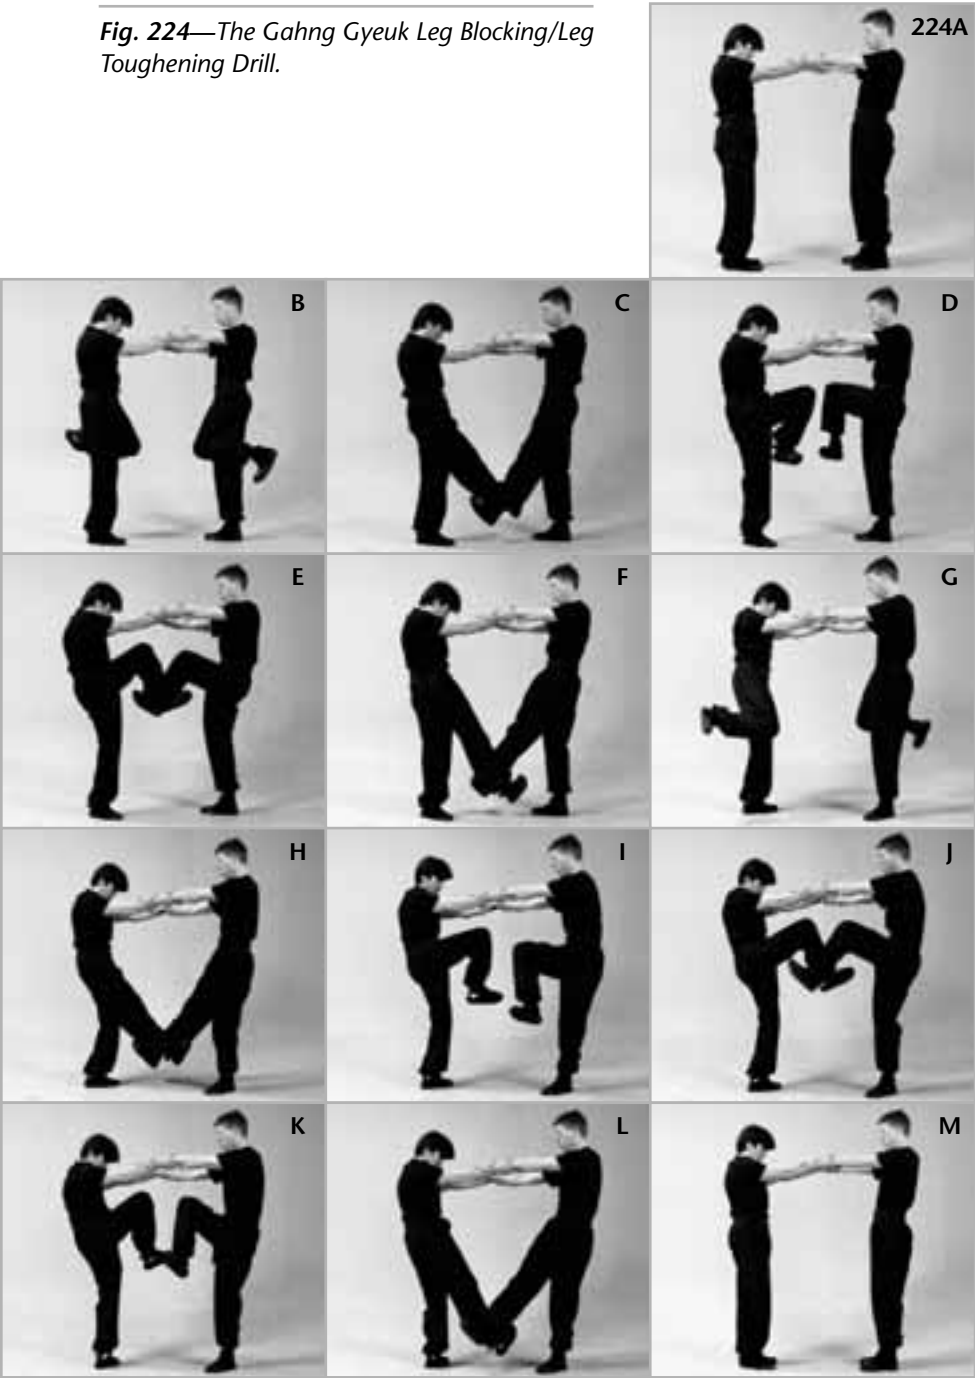 Fig. 224—The Gahng Gyeuk Leg Blocking/Leg
Toughening Drill.
224A
B
C
D
E
F
G
H
I
J
K
L
M